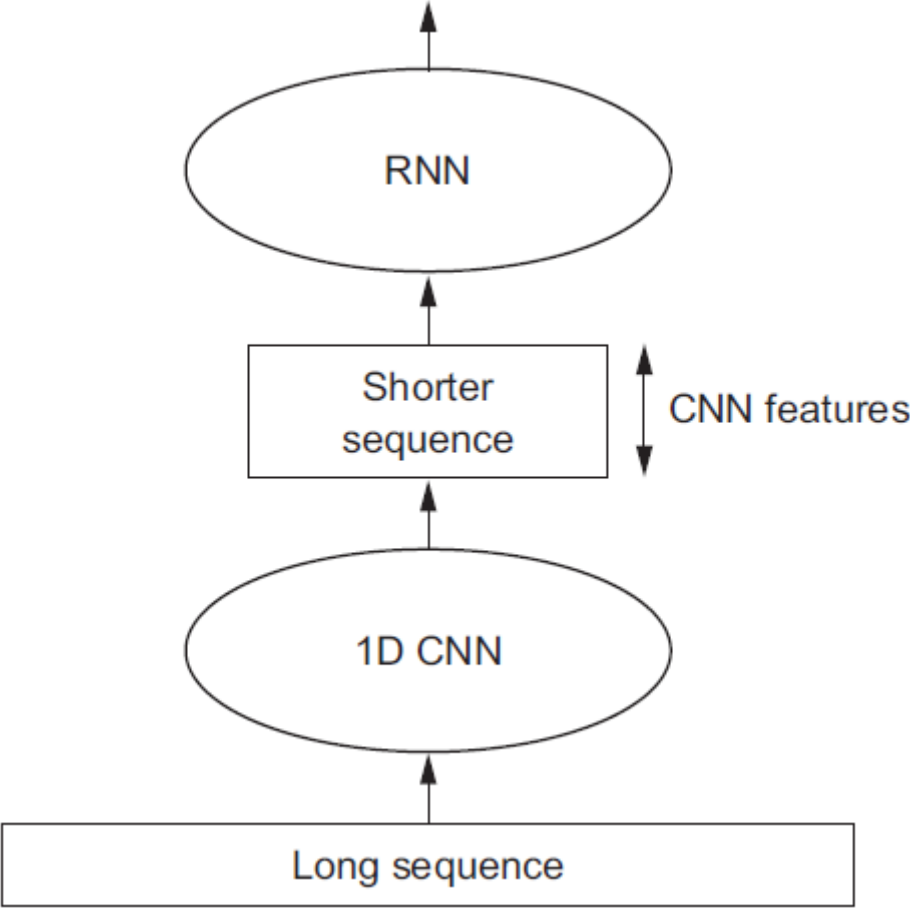 RNN
Shorter
sequence
CNN features
1D CNN
Long sequence